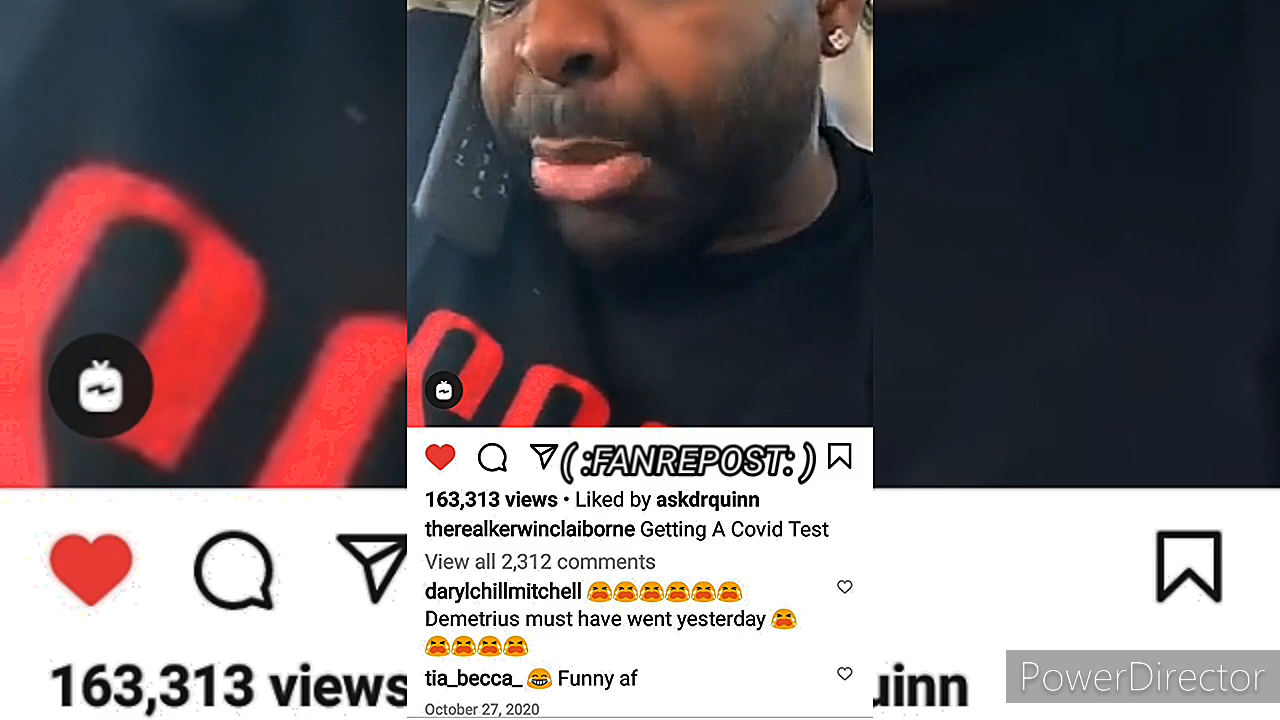 (:FANREPOST:)
163,313 views • Liked by askdrquinn
therealkerwinclaiborne Getting A Covid Test
View all 2,312 comments
darylchillmitchell 😫😫😫😫😫😫
Demetrius must have went yesterday 😫
😫😫😫😫
tia_becca_ 😂 Funny af
October 27, 2020
163,313 views
uinn
PowerDirector